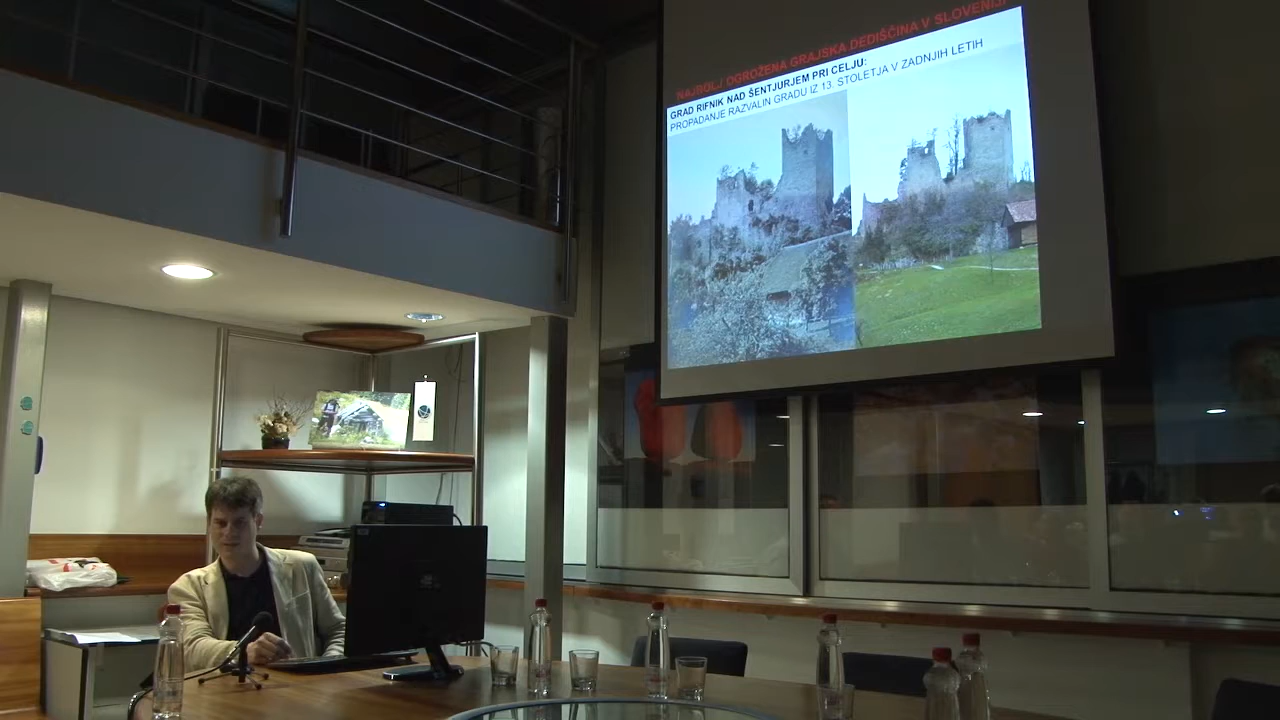 NAJBOLJ OGROŽENA GRAJSKA DEDIŠČINA V SLOVENIJI
GRAD RIFNIK NAD ŠENTJURJEM PRI CELJU:
PROPADANJE RAZVALIN GRADU IZ 13. STOLETJA V ZADNJIH LETIH